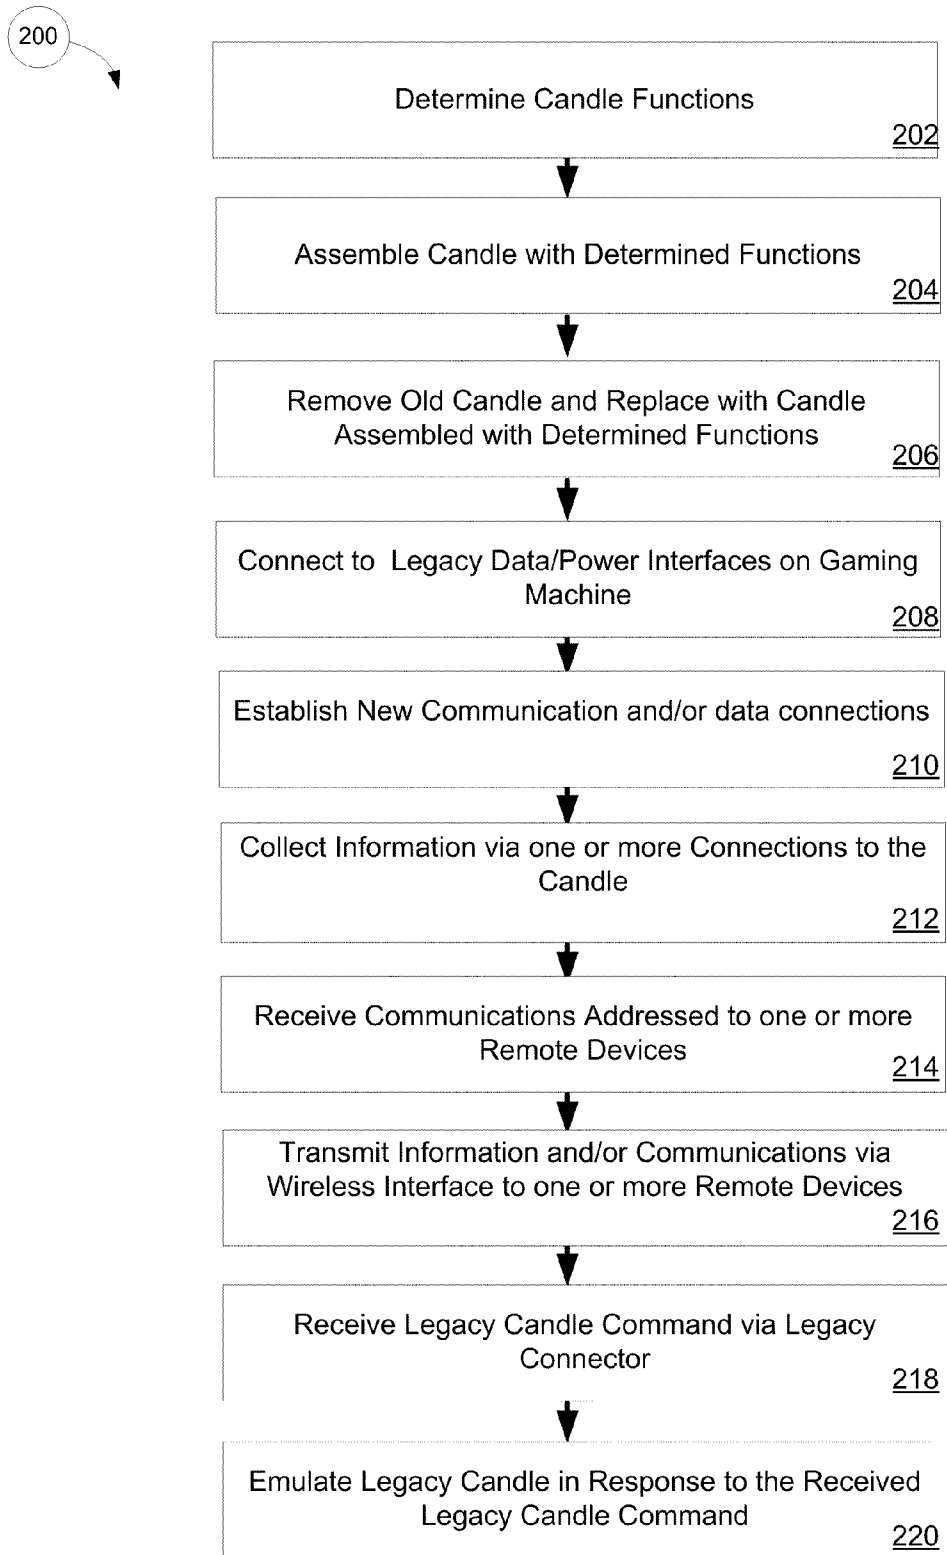 200
Determine Candle Functions
202
Assemble Candle with Determined Functions
204
Remove Old Candle and Replace with Candle
Assembled with Determined Functions
206
Connect to Legacy Data/Power Interfaces on Gaming
Machine
208
Establish New Communication and/or data connections
210
Collect Information via one or more Connections to the
Candle
212
Receive Communications Addressed to one or more
Remote Devices
214
Transmit Information and/or Communications via
Wireless Interface to one or more Remote Devices
216
Receive Legacy Candle Command via Legacy
Connector
218
Emulate Legacy Candle in Response to the Received
Legacy Candle Command
220